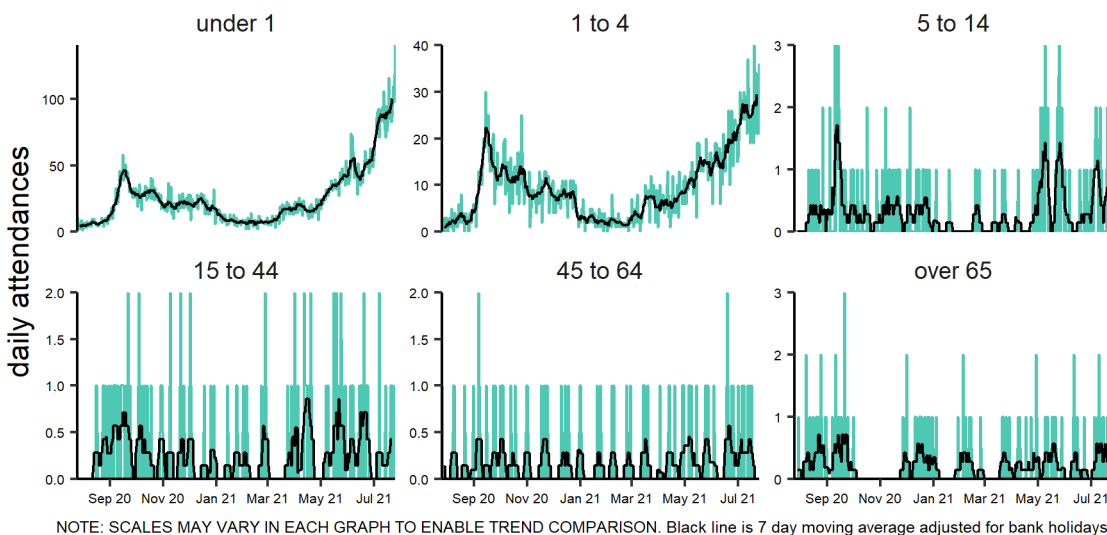 under 1
1 to 4
5 to 14
daily attendances
100
50
0
40
30
20
10
0
3
2
1
0
15 to 44
45 to 64
over 65
2.0
1.5
1.0
0.5
0.0
2.0
1.5
1.0
0.5
0.0
3
2
1
0
Sep 20 Nov 20 Jan 21 Mar 21 May 21 Jul 21
Sep 20 Nov 20 Jan 21 Mar 21 May 21 Jul 21
Sep 20 Nov 20 Jan 21 Mar 21 May 21 Jul 21
NOTE: SCALES MAY VARY IN EACH GRAPH TO ENABLE TREND COMPARISON. Black line is 7 day moving average adjusted for bank holidays